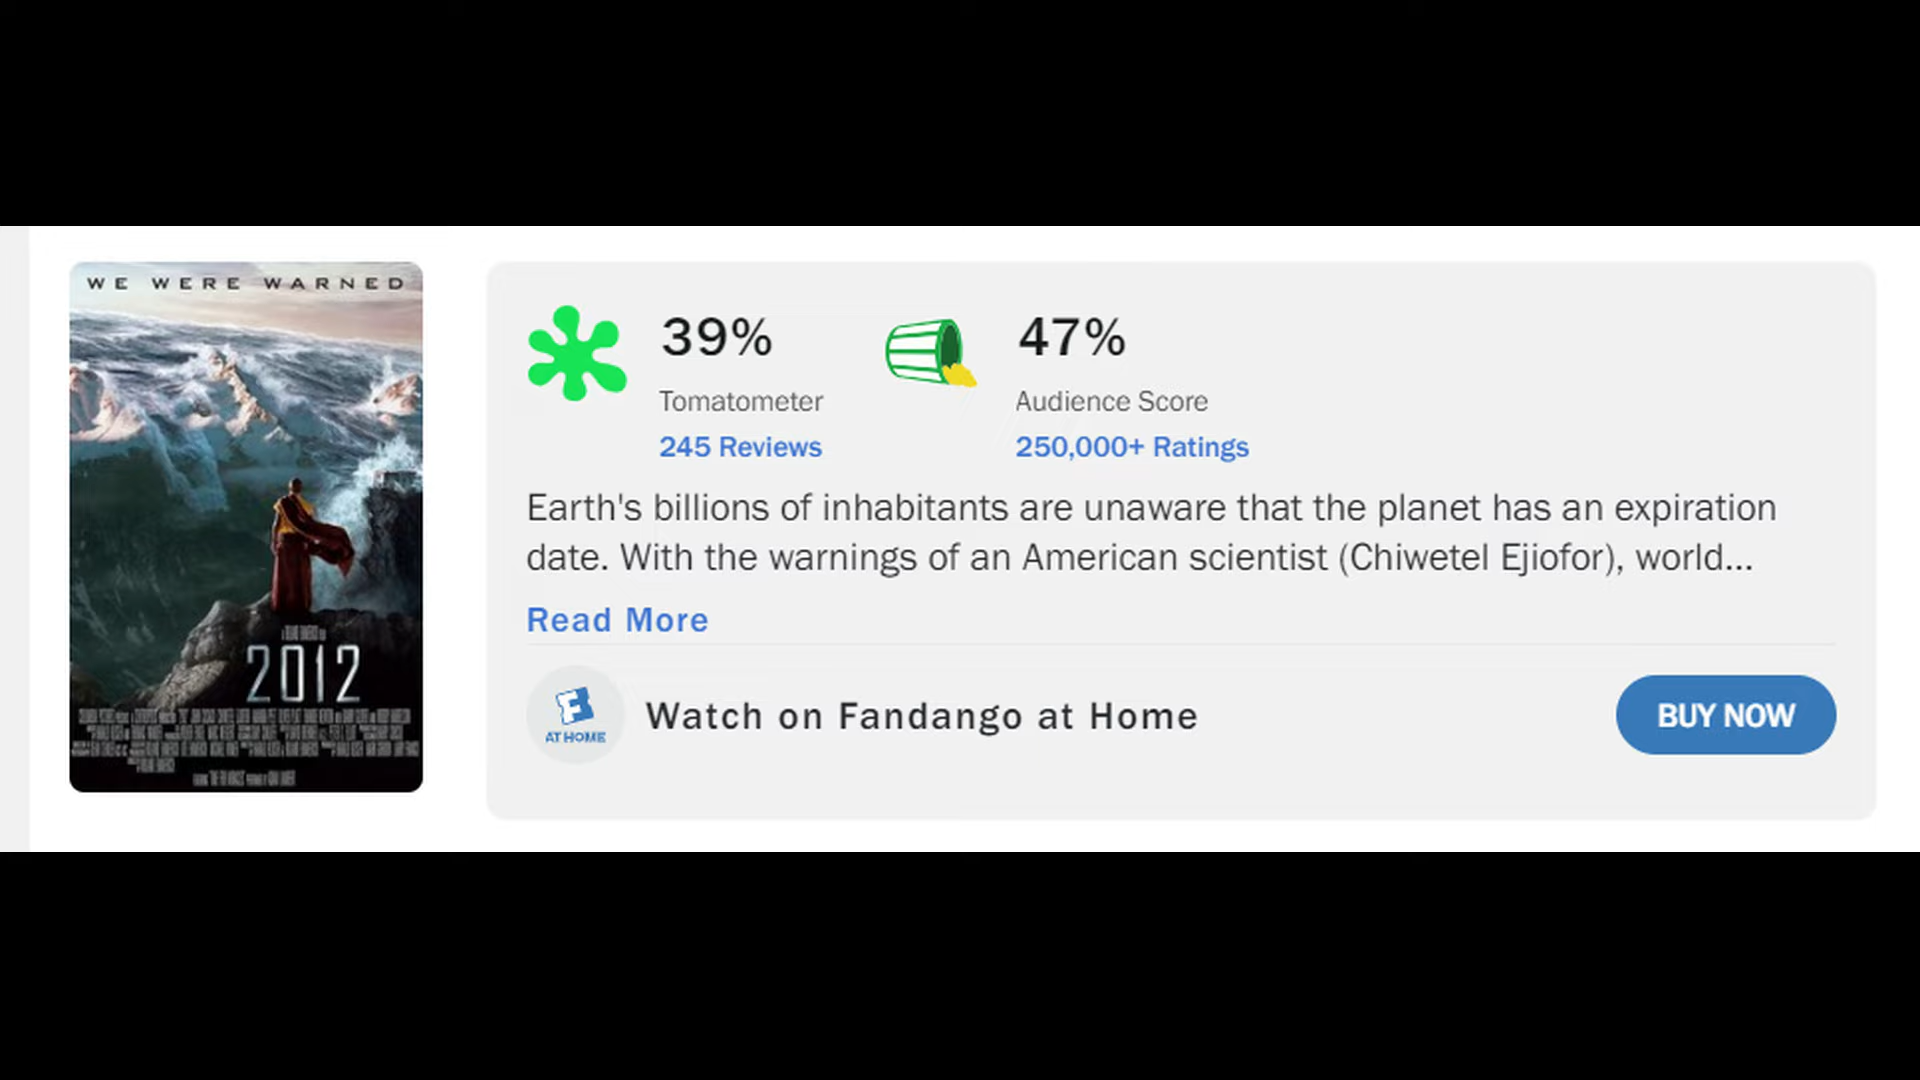 WE WERE WARNED
2012
39%
Tomatometer
245 Reviews
47%
Audience Score
250,000+ Ratings
Earth's billions of inhabitants are unaware that the planet has an expiration
date. With the warnings of an American scientist (Chiwetel Ejiofor), world...
Read More
F
AT HOME
Watch on Fandango at Home
BUY NOW